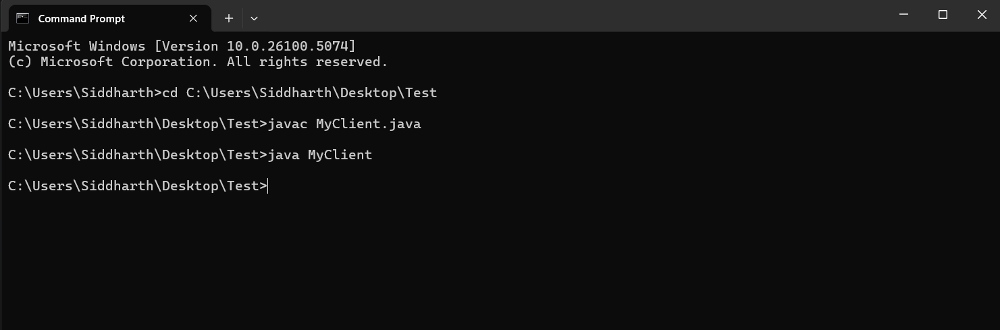 Command Prompt
Microsoft Windows [Version 10.0.26100.5074]
(c) Microsoft Corporation. All rights reserved.
C:\Users\Siddharth>cd C:\Users\Siddharth\Desktop\Test
C:\Users\Siddharth\Desktop\Test>javac MyClient.java
C:\Users\Siddharth\Desktop\Test>java MyClient
C:\Users\Siddharth\Desktop\Test>